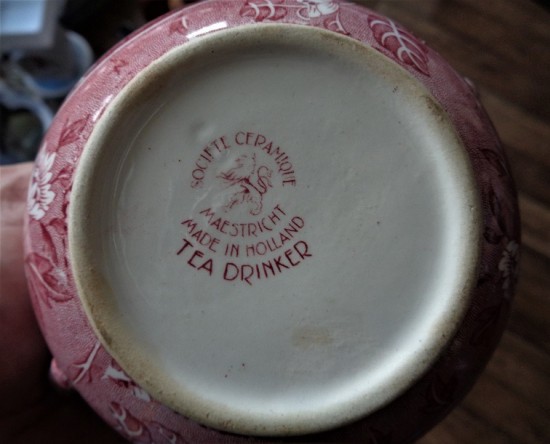 SOCIETE CERAMIQUE
MAESTRICHT
MADE IN HOLLAND
TEA DRINKER